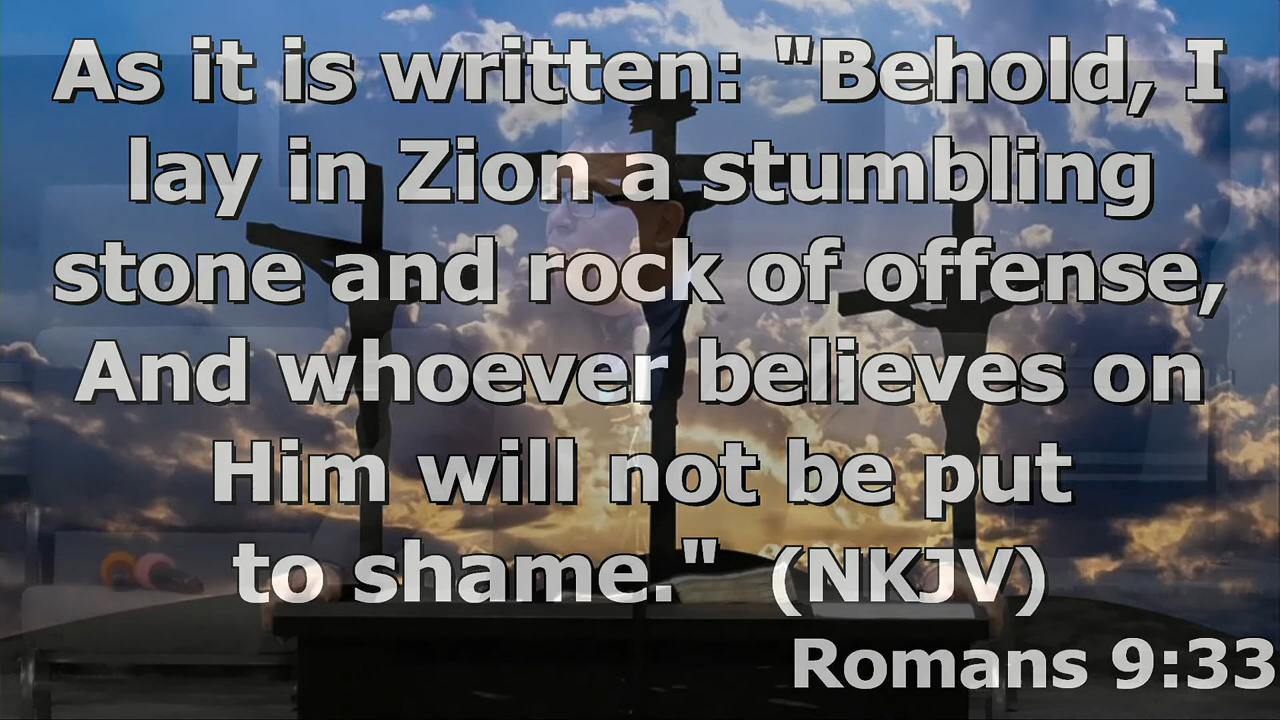 As it is written: "Behold, I
lay in Zion a stumbling
stone and rock of offense,
And whoever believes on
Him will not be put
to shame." (NKJV)
Romans 9:33